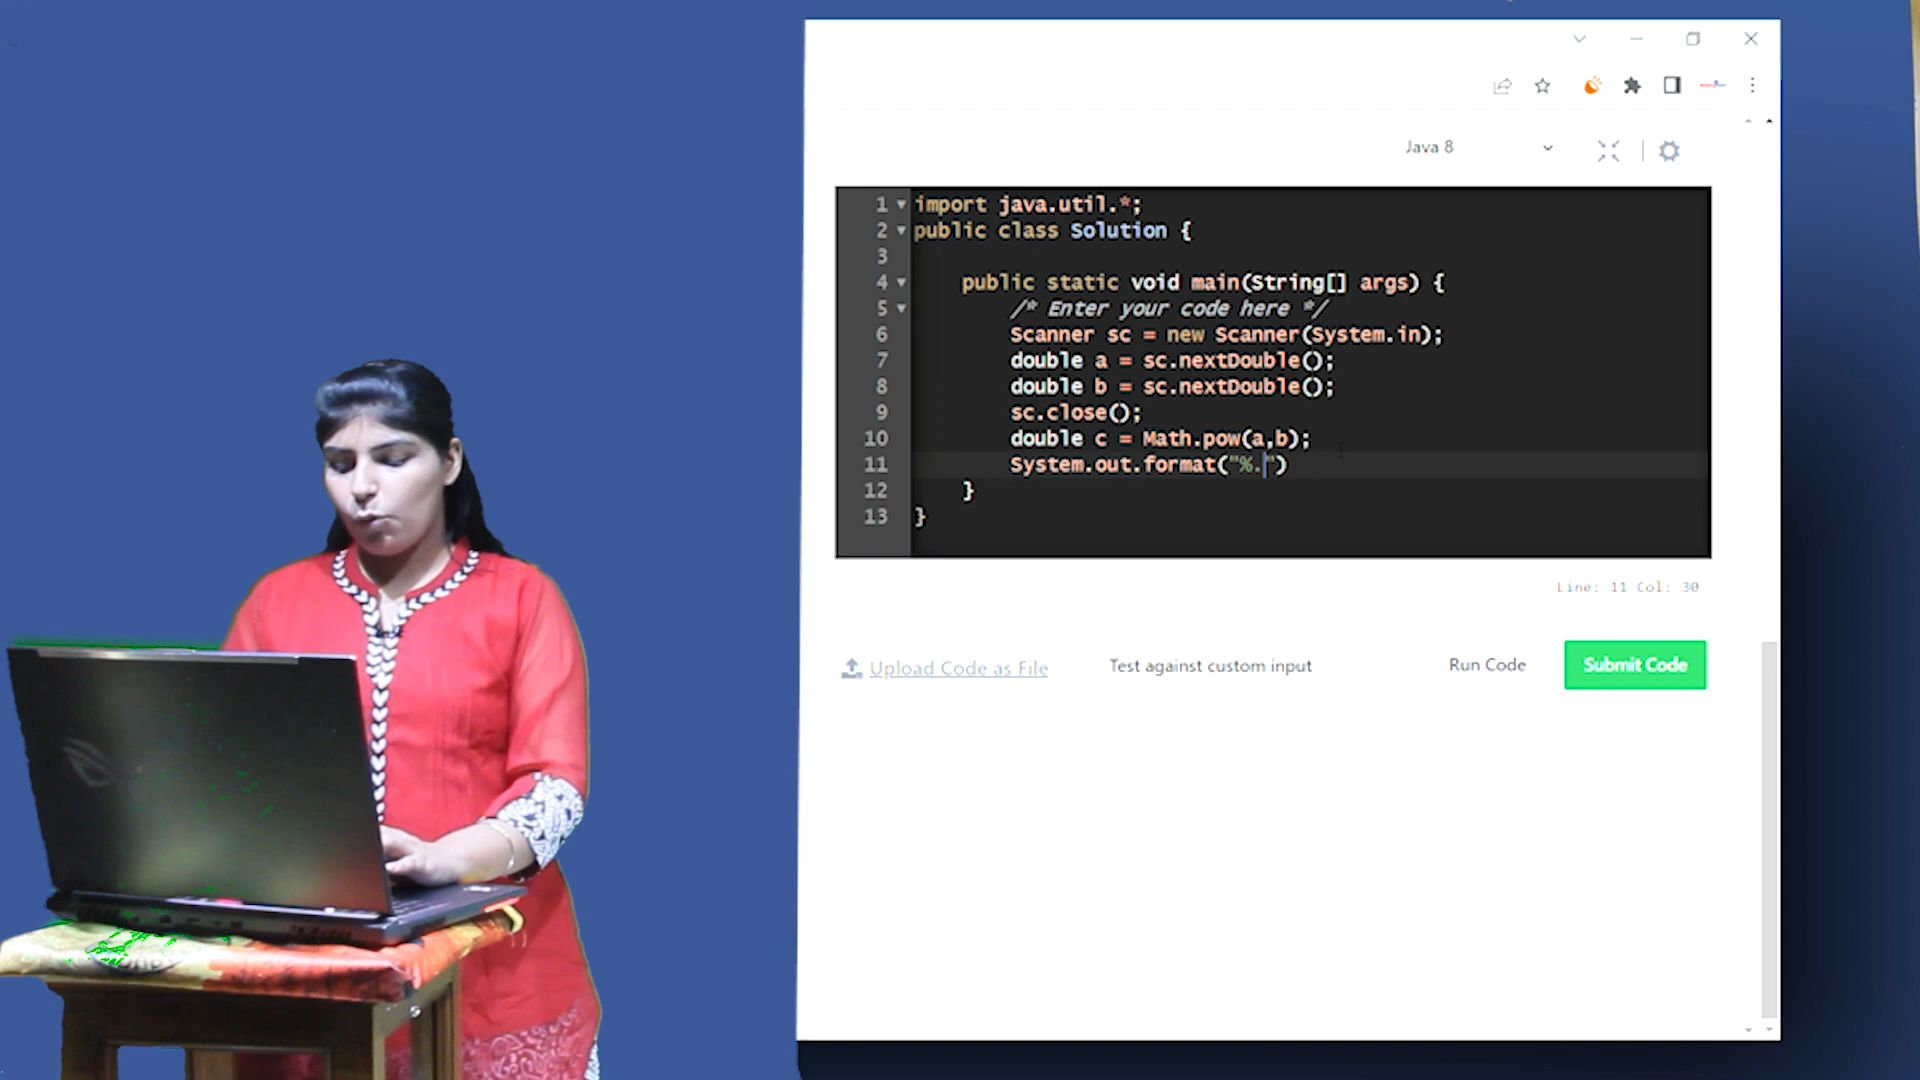 Java 8
1 import java.util.*;
2 public class Solution {
3
4 public static void main(String[] args) {
5 /* Enter your code here */
6 Scanner sc = new Scanner(System.in);
7 double a = sc.nextDouble();
8 double b = sc.nextDouble();
9 sc.close();
10 double c = Math.pow(a,b);
11 System.out.format("%.")
12 }
13 }
Line: 11 Col: 30
Upload Code as File
Test against custom input
Run Code
Submit Code